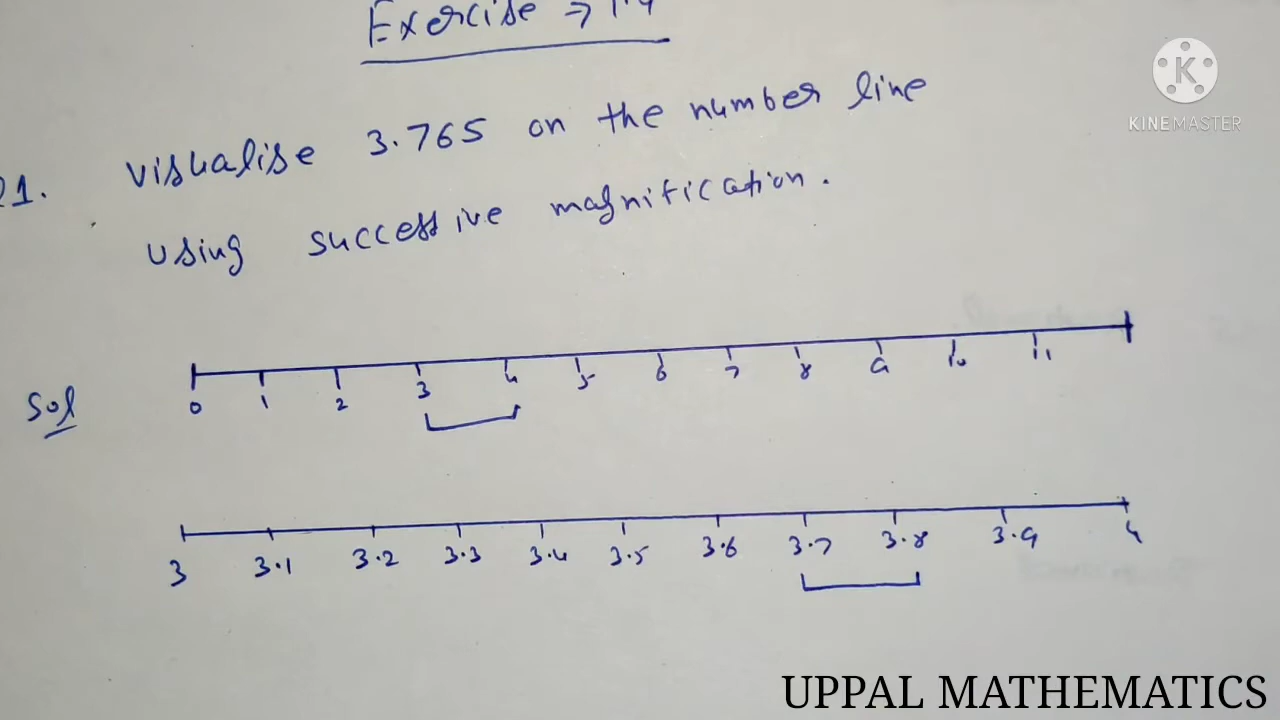 Exercise → 1.4
KINEMASTER
Q1. visualise 3.765 on the number line
using successive magnification.
Sol
0 1 2 3 4 5 6 7 8 9 10 11
3 3.1 3.2 3.3 3.4 3.5 3.6 3.7 3.8 3.9 4
UPPAL MATHEMATICS